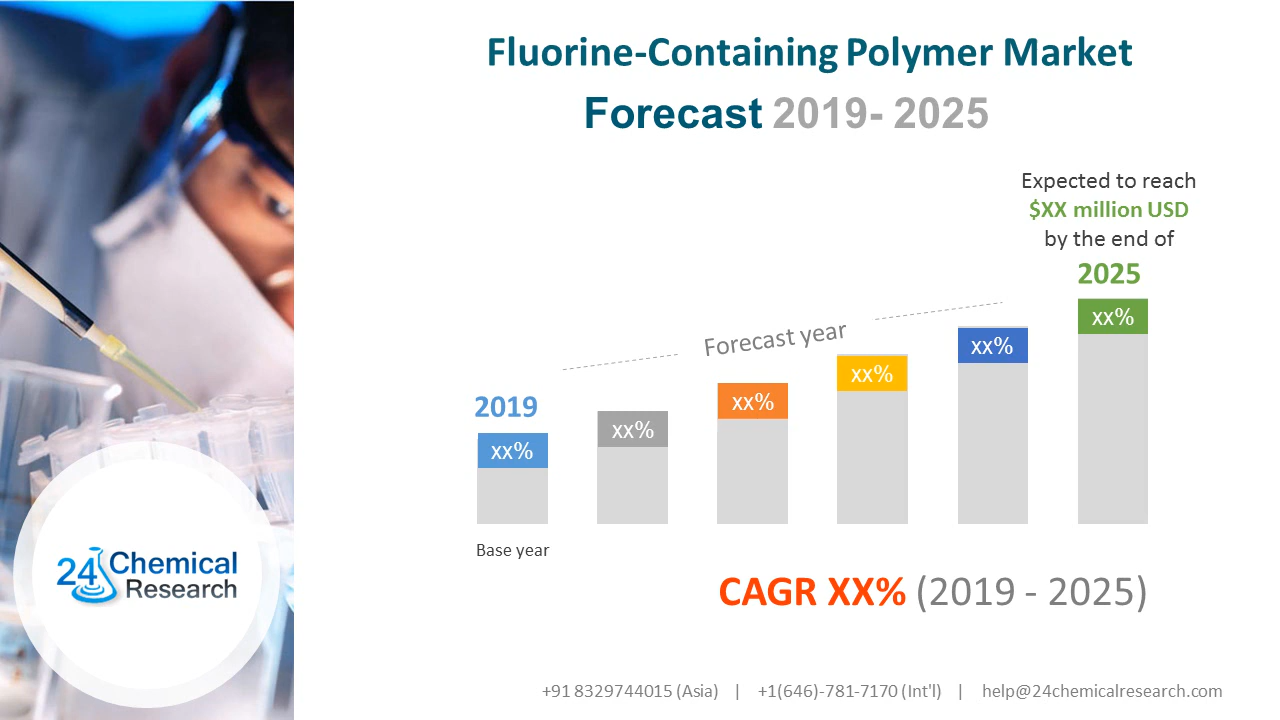 Fluorine-Containing Polymer Market
Forecast 2019- 2025
Expected to reach
$XX million USD
by the end of
2025
xx%
Forecast year
xx%
xx%
xx%
2019
xx%
xx%
Base year
24 Chemical
Research
CAGR XX% (2019 - 2025)
+91 8329744015 (Asia) | +1(646)-781-7170 (Int'l) | help@24chemicalresearch.com